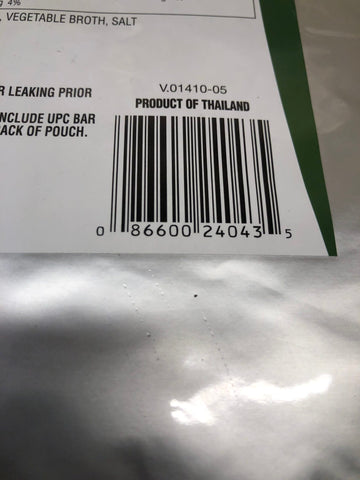 4%
, VEGETABLE BROTH, SALT
V.01410-05
R LEAKING PRIOR
PRODUCT OF THAILAND
NCLUDE UPC BAR
ACK OF POUCH.
0 86600 24043 5